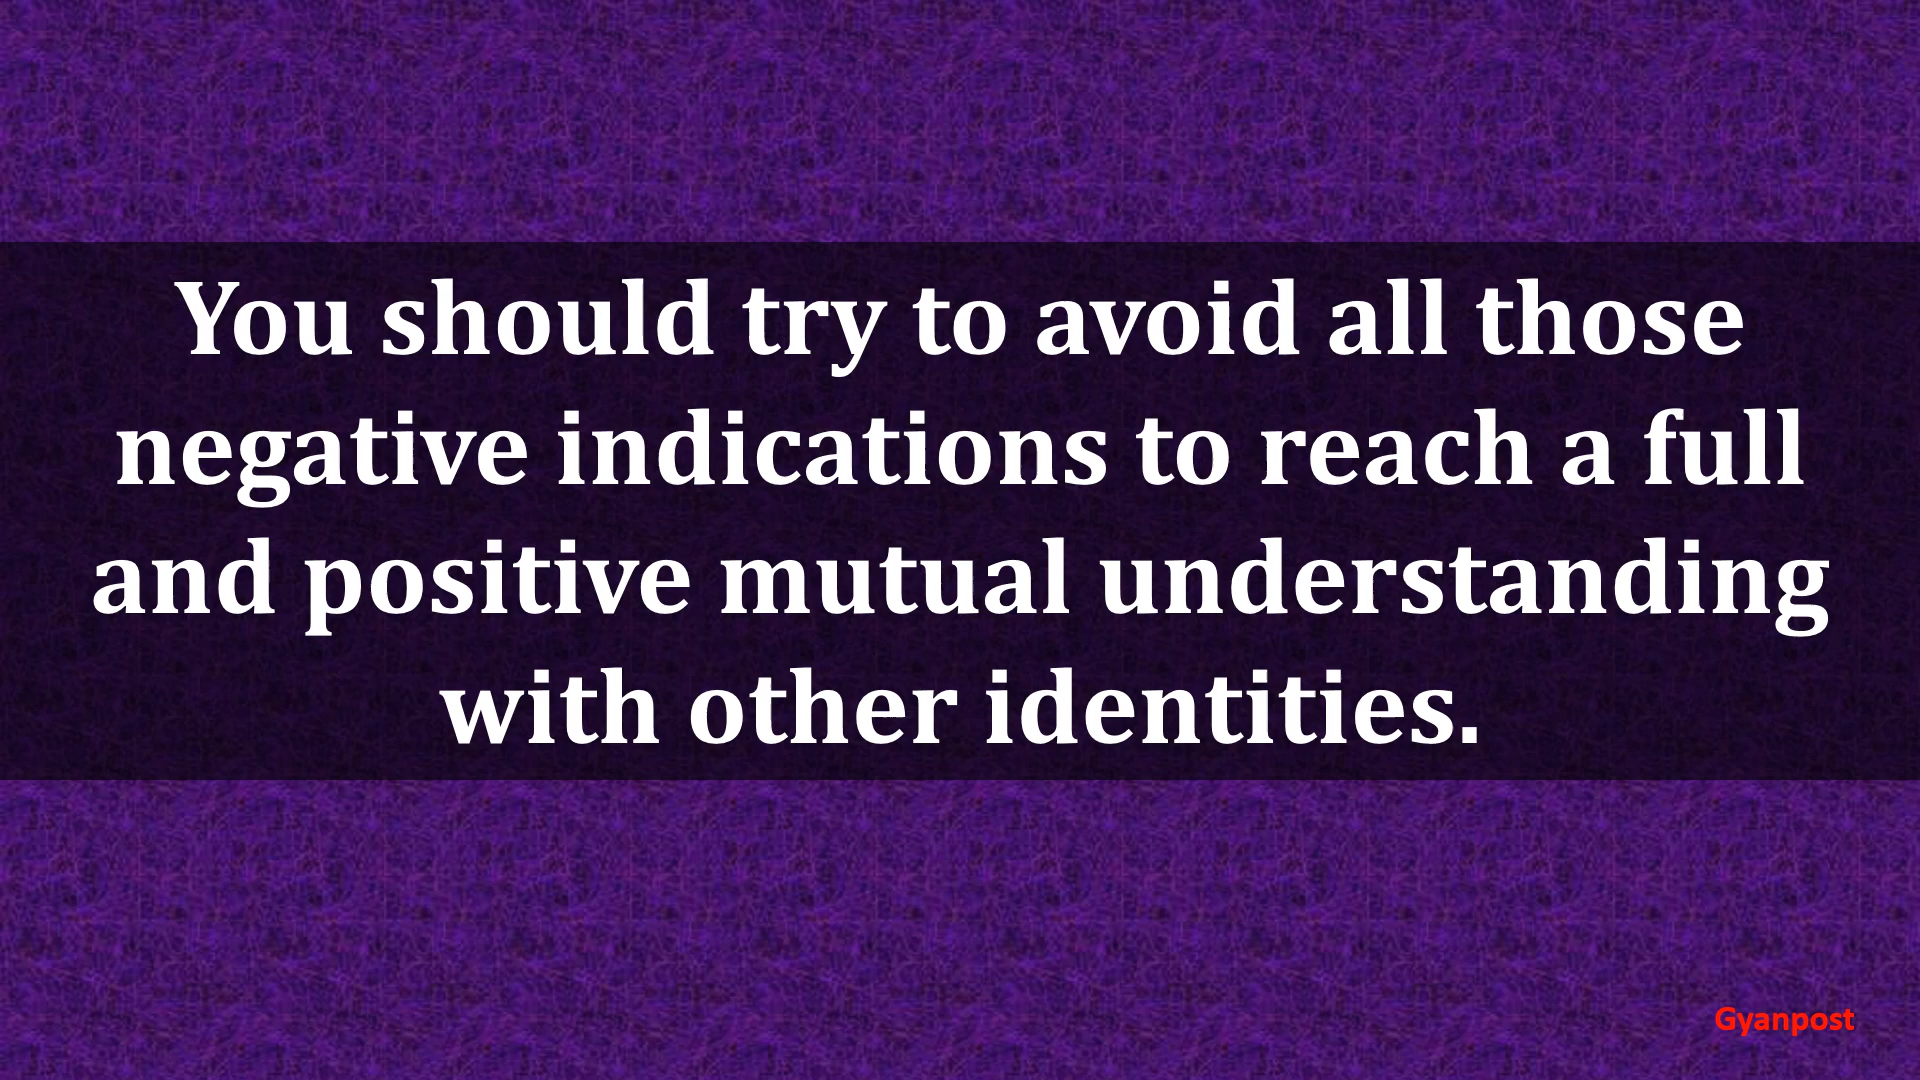 You should try to avoid all those
negative indications to reach a full
and positive mutual understanding
with other identities.
Gyanpost